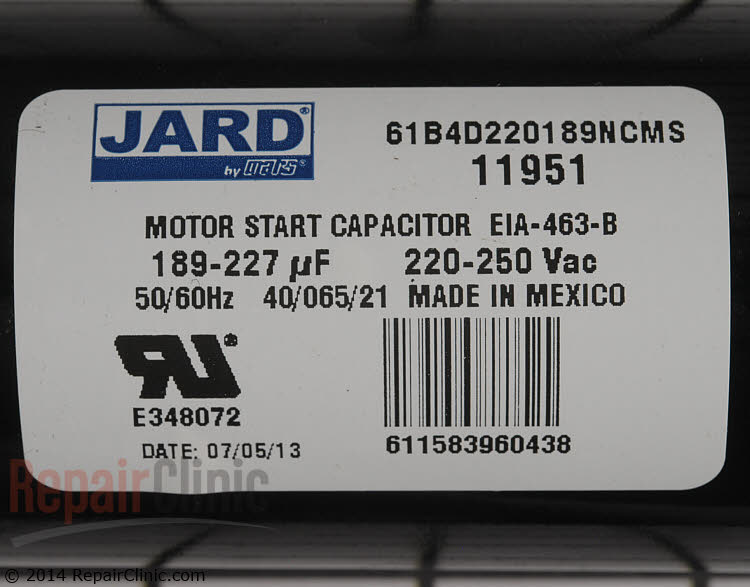 JARD®
by mars®
61B4D220189NCMS
11951
MOTOR START CAPACITOR EIA-463-B
189-227 µF 220-250 Vac
50/60Hz 40/065/21 MADE IN MEXICO
E348072
DATE: 07/05/13
611583960438
RepairClinic
© 2014 RepairClinic.com